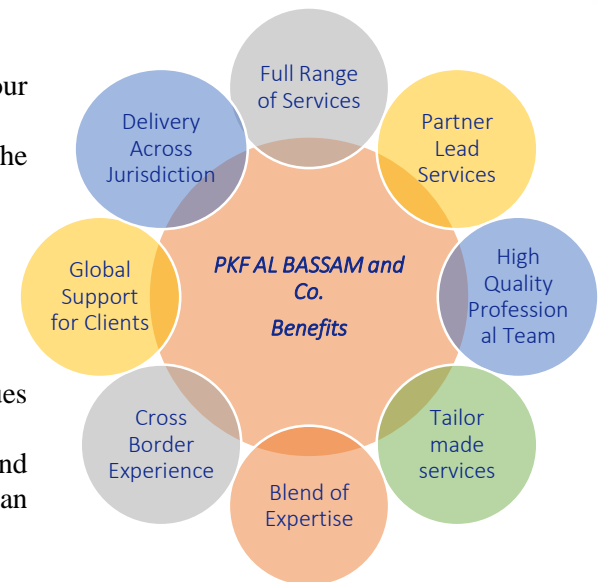 our
he
ues
nd
an
Full Range
of Services
Partner
Lead
Services
High
Quality
Profession
al Team
Tailor
made
services
Blend of
Expertise
Cross
Border
Experience
Global
Support
for Clients
Delivery
Across
Jurisdiction
PKF AL BASSAM and
Co.
Benefits